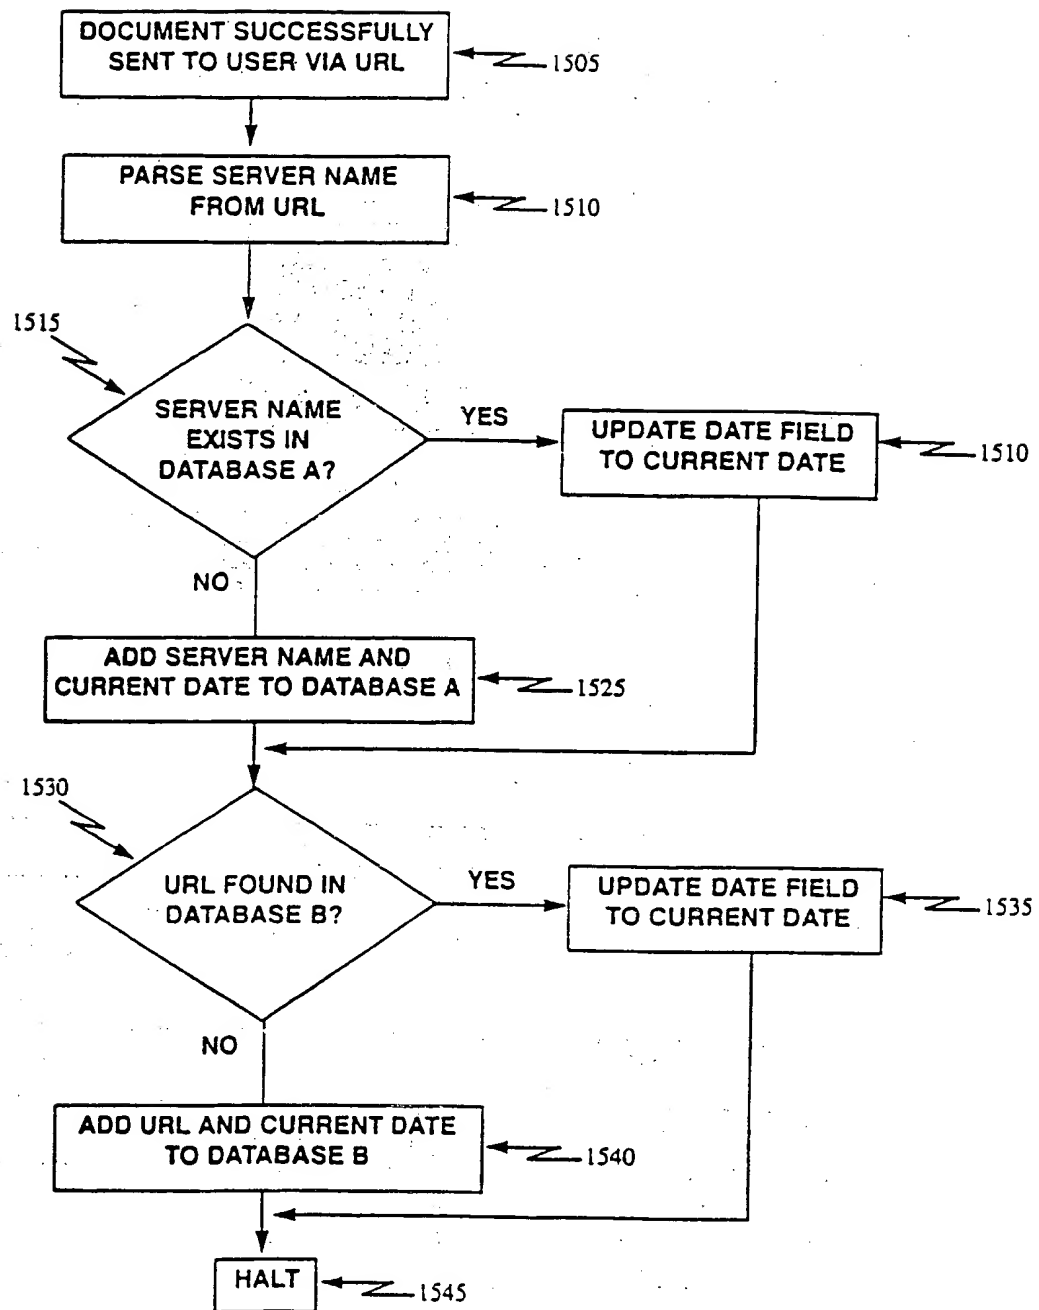 DOCUMENT SUCCESSFULLY
SENT TO USER VIA URL
1505
PARSE SERVER NAME
FROM URL
1510
1515
SERVER NAME
EXISTS IN
DATABASE A?
YES
UPDATE DATE FIELD
TO CURRENT DATE
1510
NO
ADD SERVER NAME AND
CURRENT DATE TO DATABASE A
1525
1530
URL FOUND IN
DATABASE B?
YES
UPDATE DATE FIELD
TO CURRENT DATE
1535
NO
ADD URL AND CURRENT DATE
TO DATABASE B
1540
HALT
1545